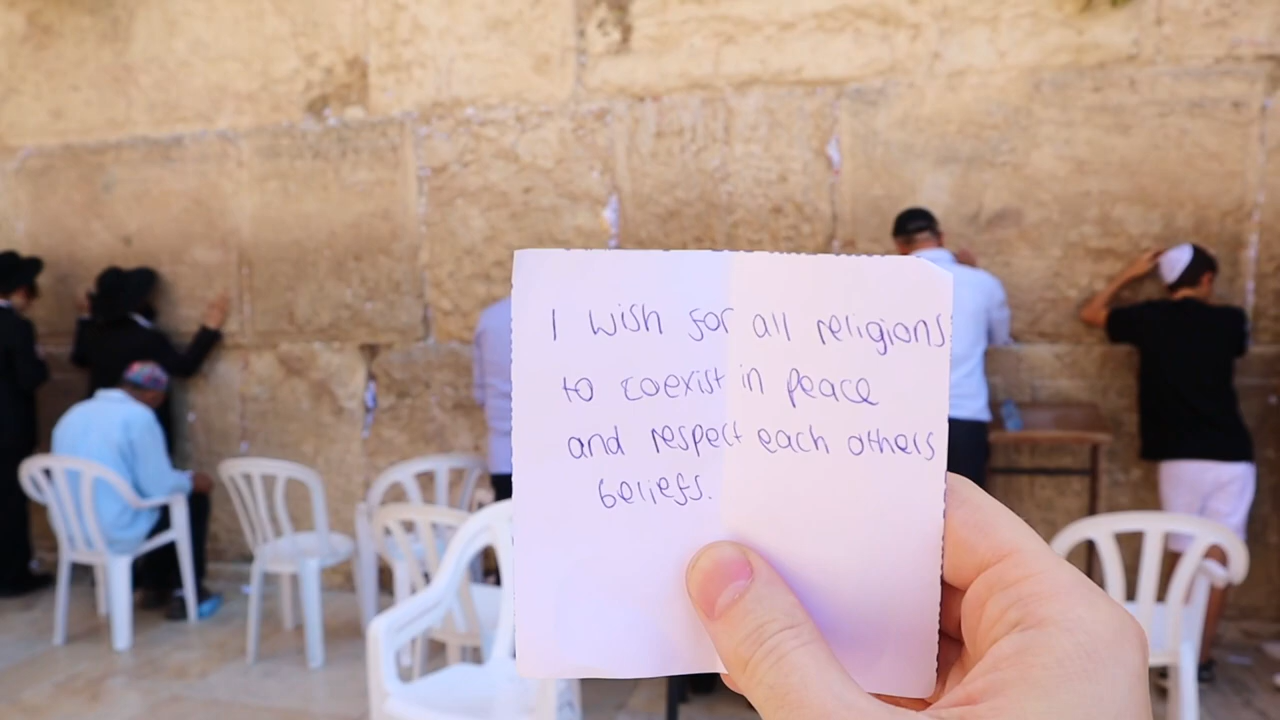 I wish for all religions
to coexist in peace
and respect each others
beliefs.